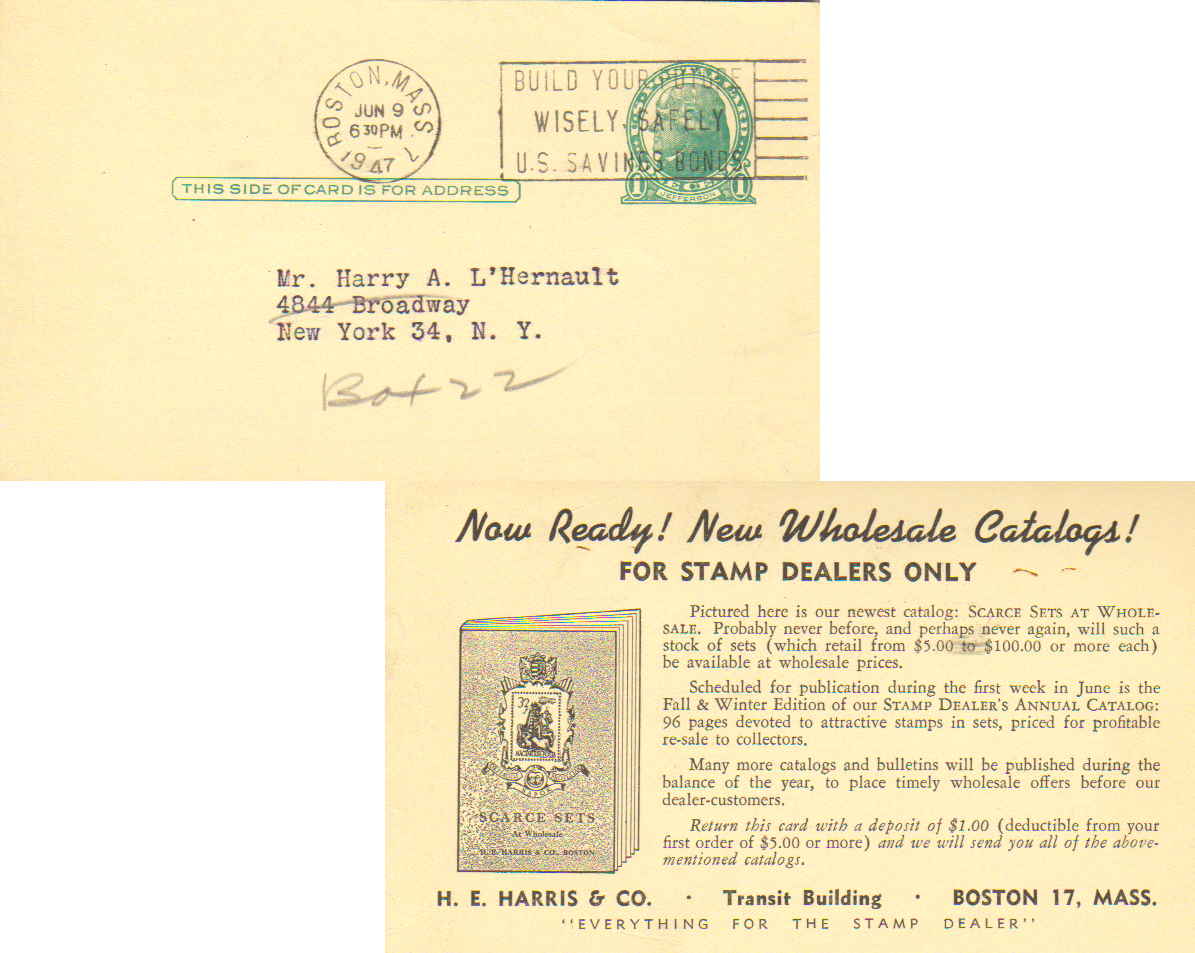 BOSTON, MASS
JUN 9
6 30 PM
1947
BUILD YOUR FUTURE
WISELY, SAFELY
U.S. SAVINGS BONDS
THIS SIDE OF CARD IS FOR ADDRESS
1 JEFFERSON 1
Mr. Harry A. L'Hernault
4844 Broadway
New York 34, N. Y.
Box 22
Now Ready! New Wholesale Catalogs!
FOR STAMP DEALERS ONLY
Pictured here is our newest catalog: SCARCE SETS AT WHOLE-
SALE. Probably never before, and perhaps never again, will such a
stock of sets (which retail from $5.00 to $100.00 or more each)
be available at wholesale prices.
Scheduled for publication during the first week in June is the
Fall & Winter Edition of our STAMP DEALER'S ANNUAL CATALOG:
96 pages devoted to attractive stamps in sets, priced for profitable
re-sale to collectors.
Many more catalogs and bulletins will be published during the
balance of the year, to place timely wholesale offers before our
dealer-customers.
Return this card with a deposit of $1.00 (deductible from your
first order of $5.00 or more) and we will send you all of the above-
mentioned catalogs.
SCARCE SETS
At Wholesale
H. E. HARRIS & CO., BOSTON
H. E. HARRIS & CO. · Transit Building · BOSTON 17, MASS.
"EVERYTHING FOR THE STAMP DEALER"